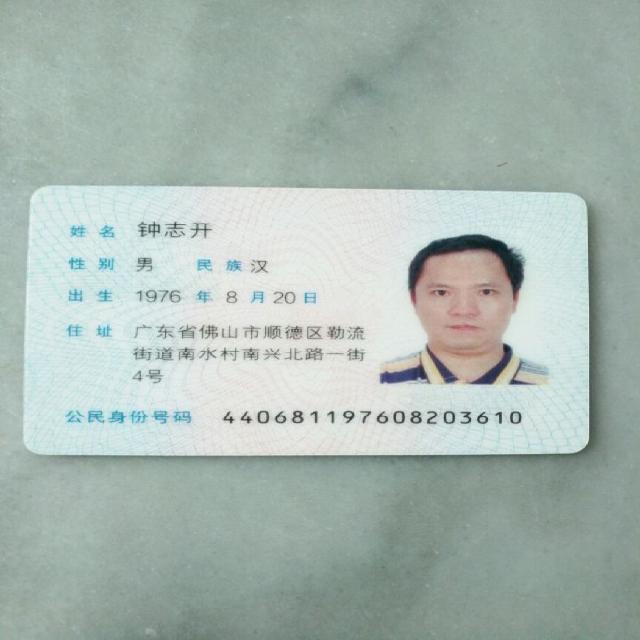 姓名 钟志开
性别 男 民族 汉
出生 1976 年 8 月 20 日
住址 广东省佛山市顺德区勒流
街道南水村南兴北路一街
4号
公民身份号码 440681197608203610